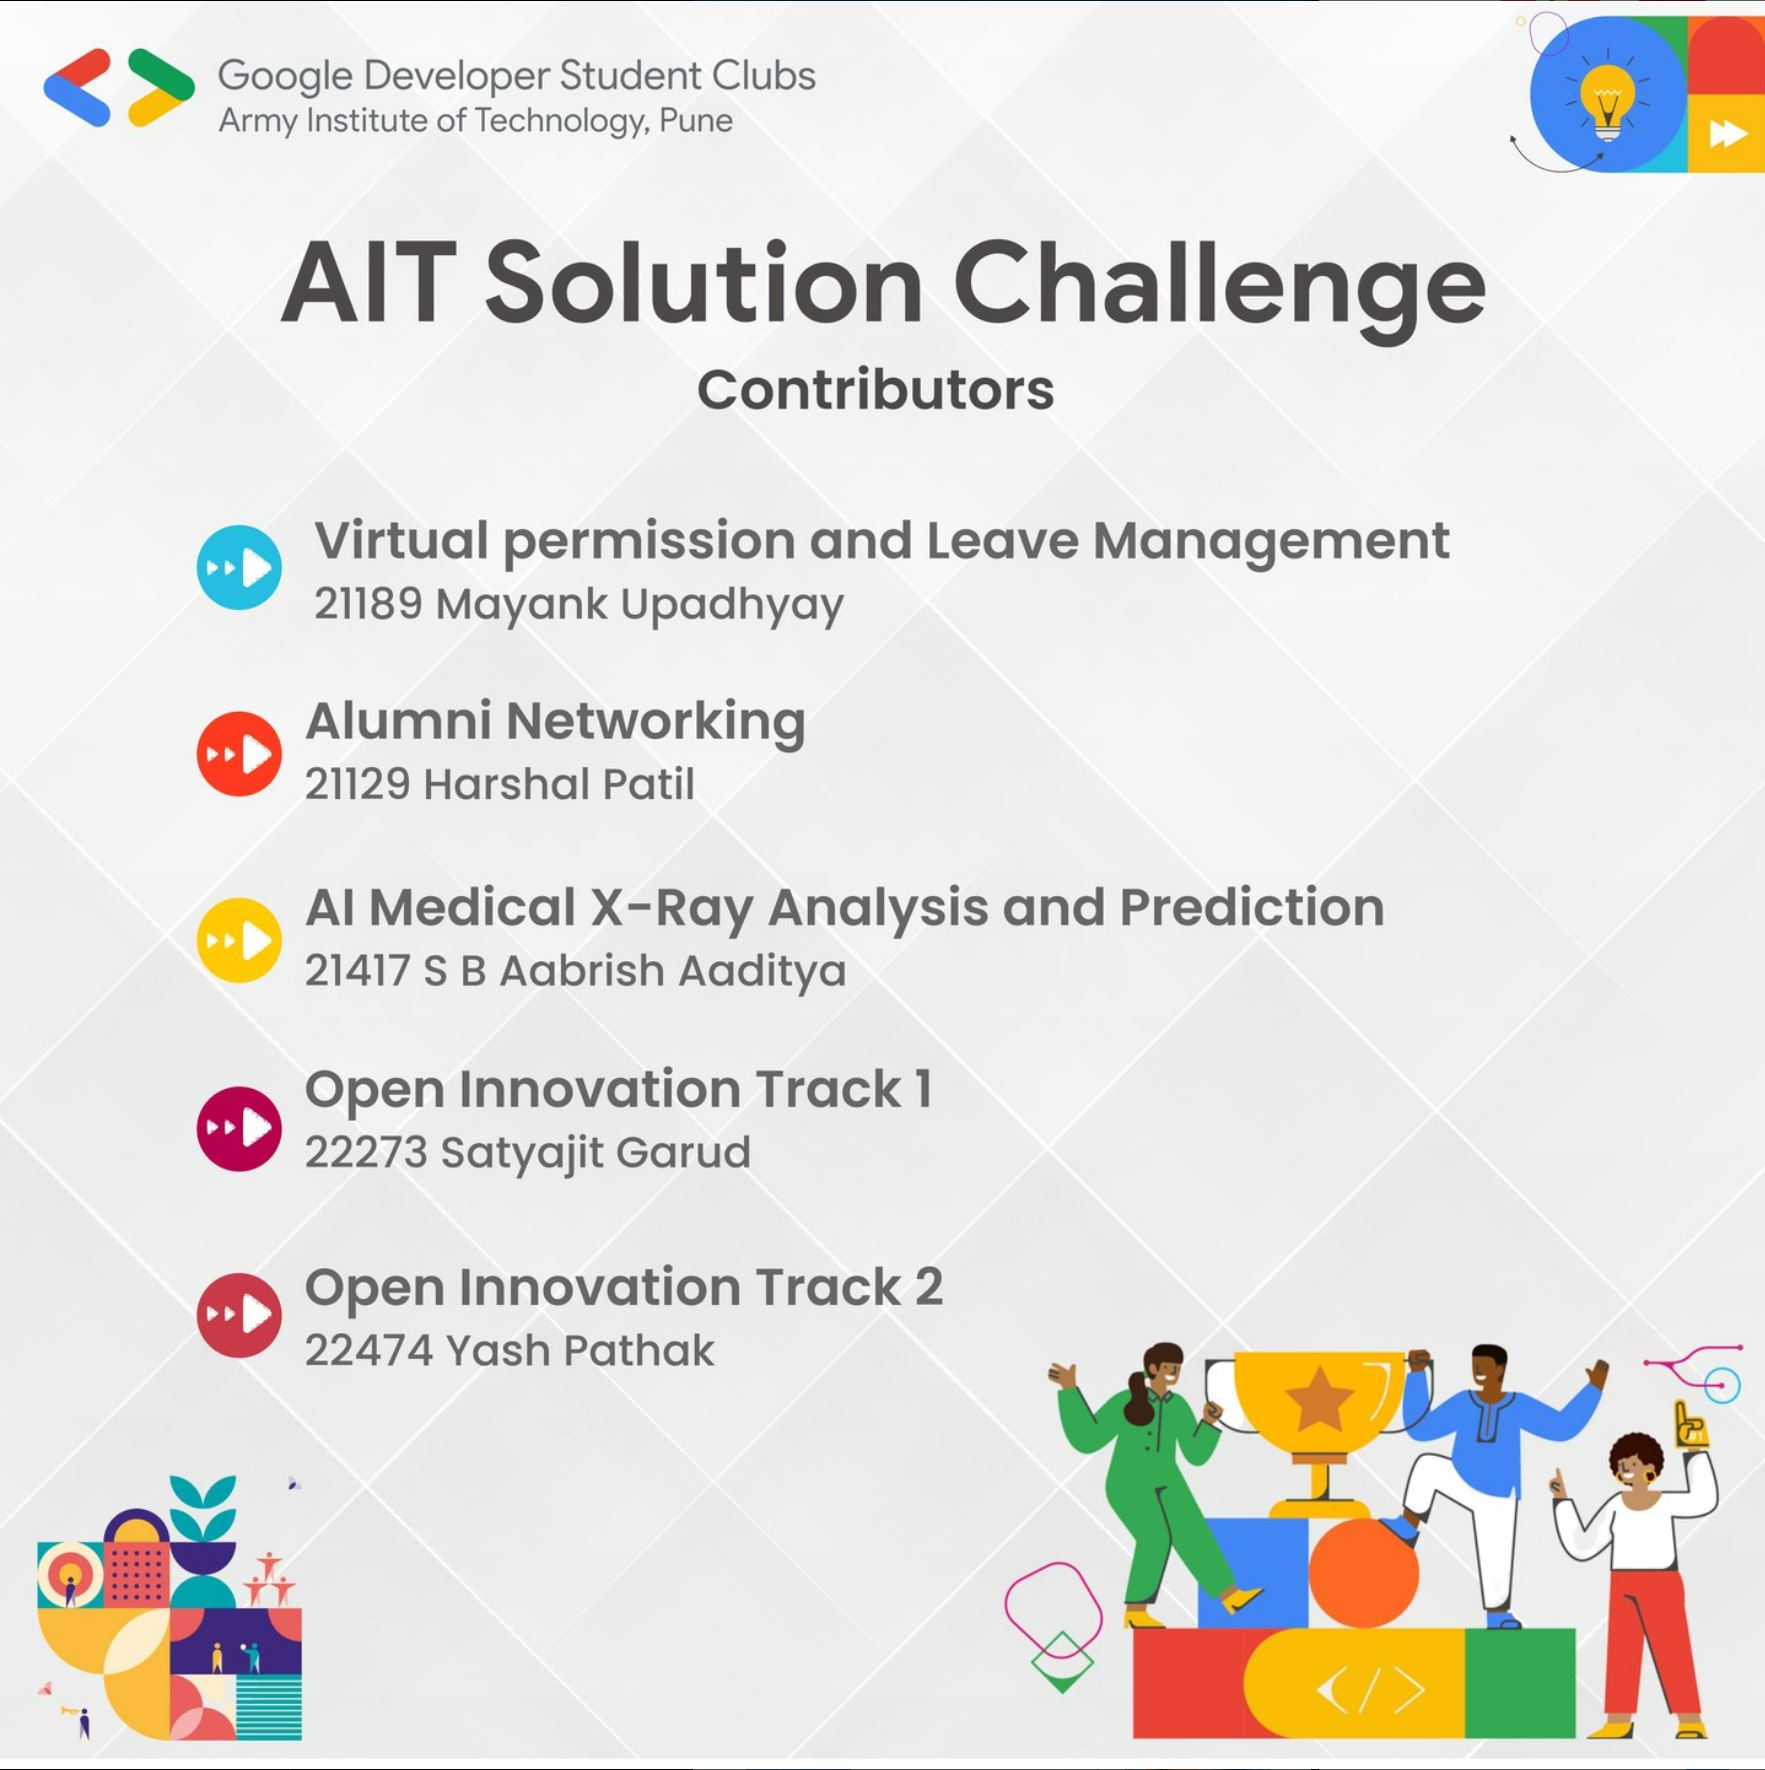 Google Developer Student Clubs
Army Institute of Technology, Pune
AIT Solution Challenge
Contributors
Virtual permission and Leave Management
21189 Mayank Upadhyay
Alumni Networking
21129 Harshal Patil
AI Medical X-Ray Analysis and Prediction
21417 S B Aabrish Aaditya
Open Innovation Track 1
22273 Satyajit Garud
Open Innovation Track 2
22474 Yash Pathak
#1